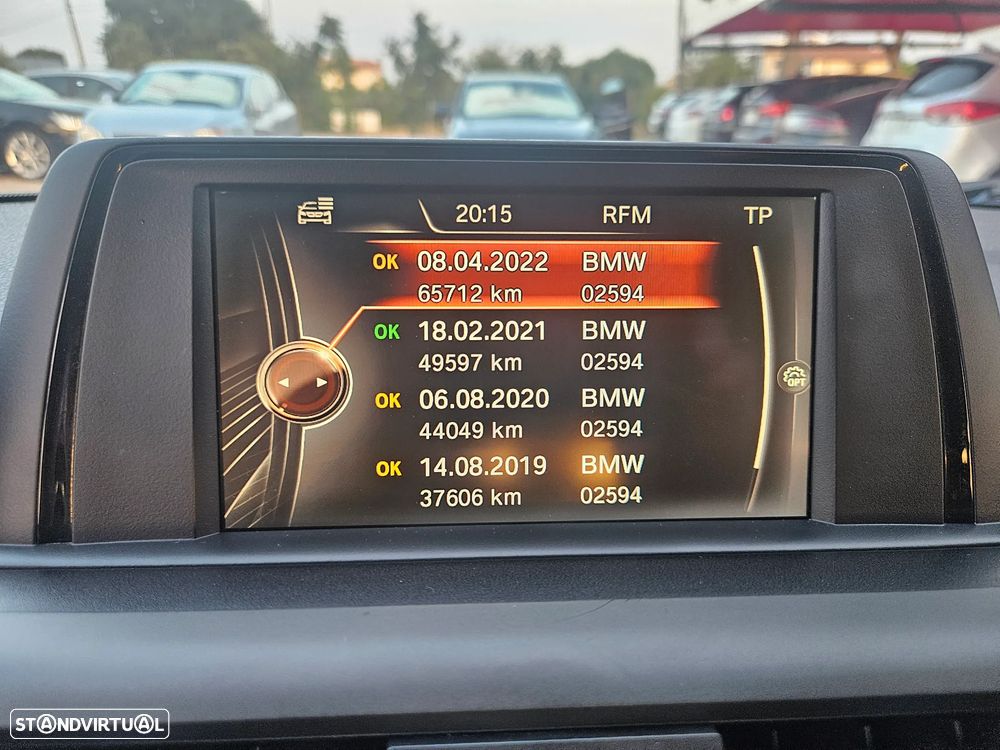 20:15 RFM TP
OK 08.04.2022 BMW
65712 km 02594
OK 18.02.2021 BMW
49597 km 02594
OPT
OK 06.08.2020 BMW
44049 km 02594
OK 14.08.2019 BMW
37606 km 02594
STANDVIRTUAL